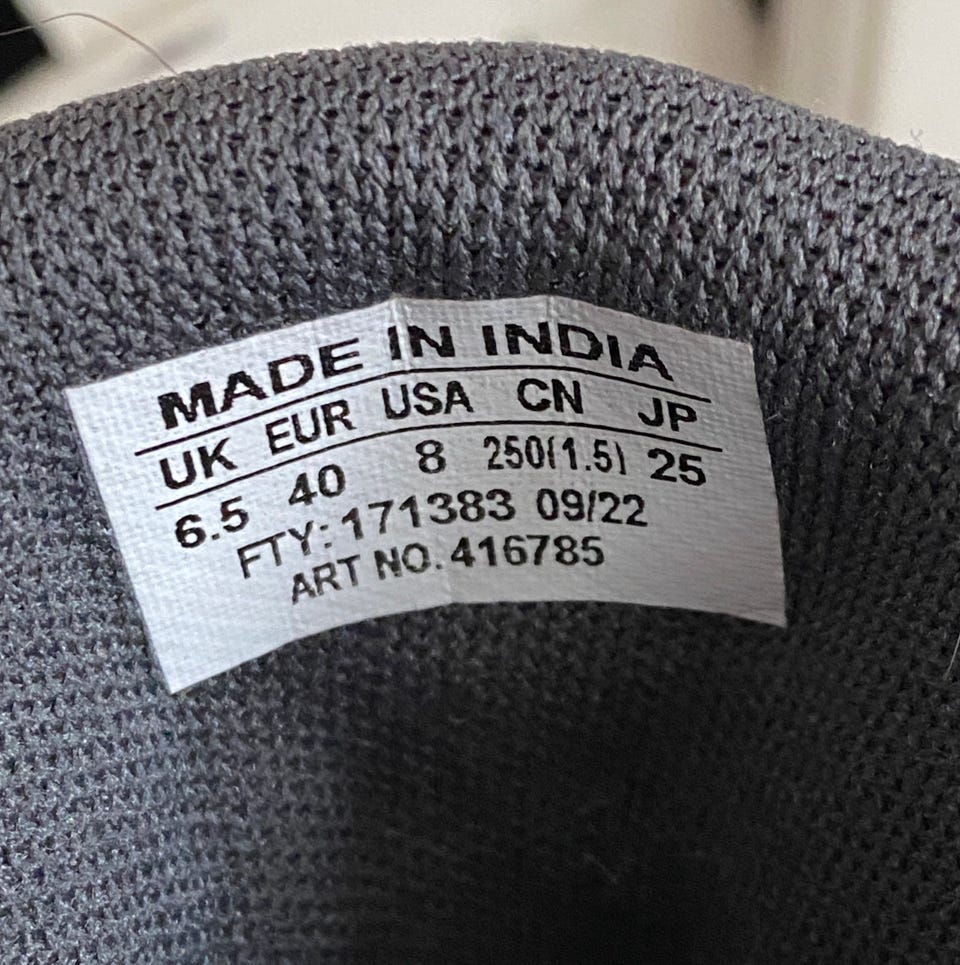 MADE IN INDIA
UK EUR USA CN JP
6.5 40 8 250(1.5) 25
FTY: 171383 09/22
ART NO. 416785